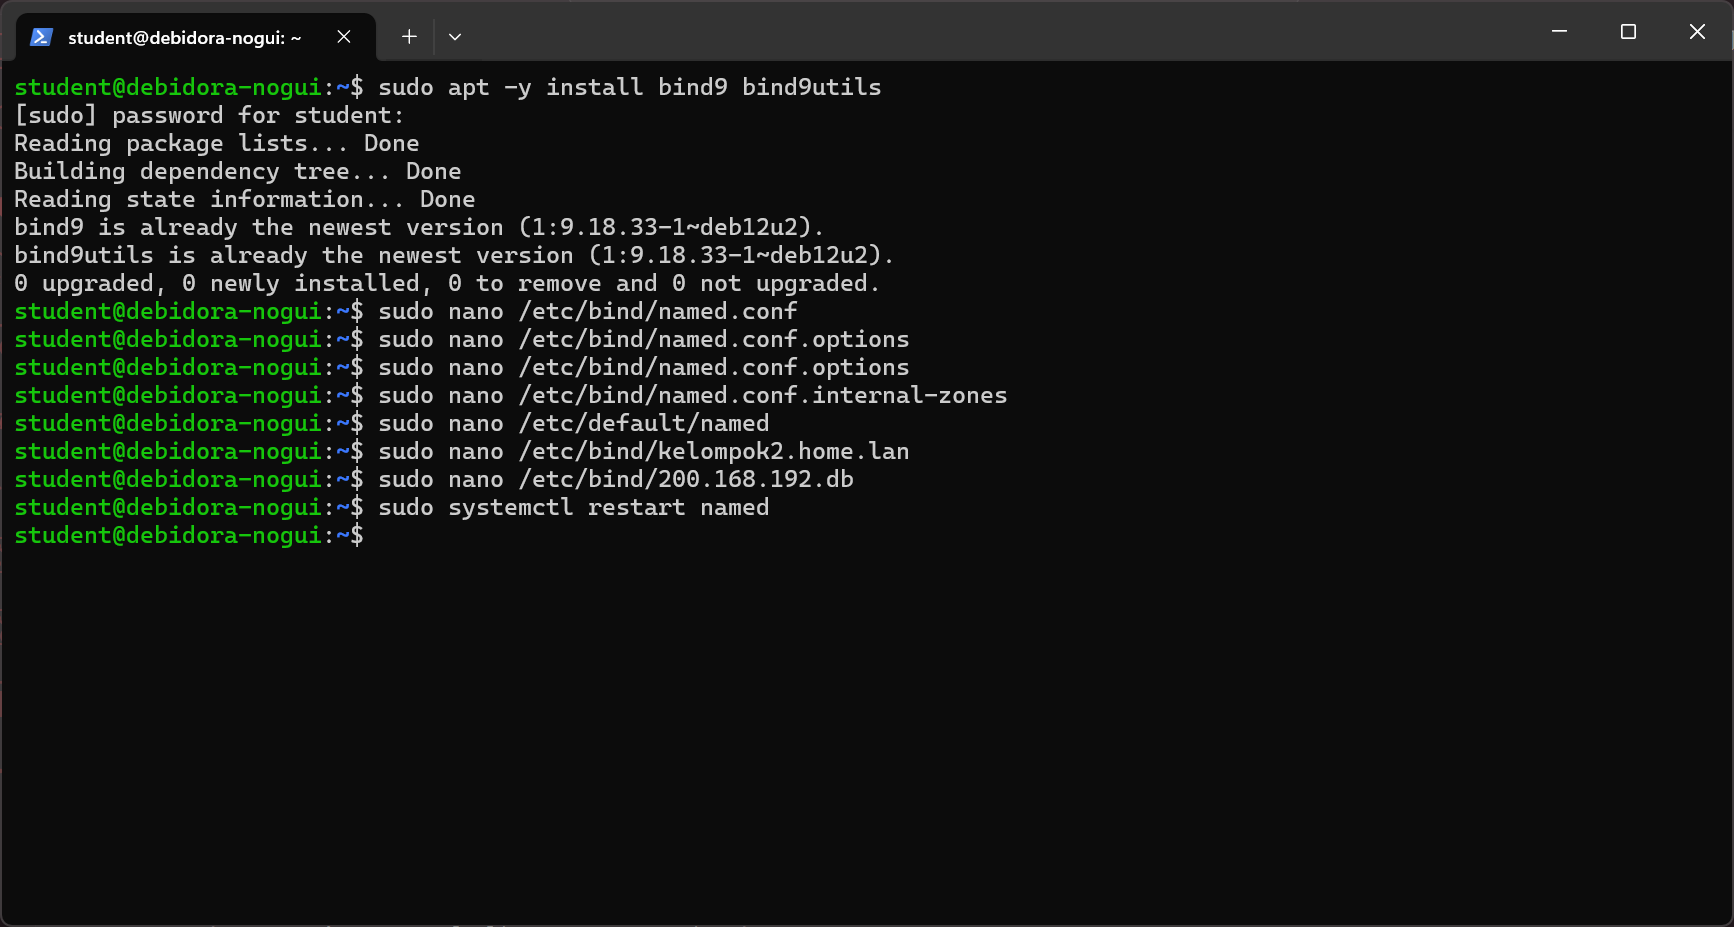 student@debidora-nogui: ~
student@debidora-nogui:~$ sudo apt -y install bind9 bind9utils
[sudo] password for student:
Reading package lists... Done
Building dependency tree... Done
Reading state information... Done
bind9 is already the newest version (1:9.18.33-1~deb12u2).
bind9utils is already the newest version (1:9.18.33-1~deb12u2).
0 upgraded, 0 newly installed, 0 to remove and 0 not upgraded.
student@debidora-nogui:~$ sudo nano /etc/bind/named.conf
student@debidora-nogui:~$ sudo nano /etc/bind/named.conf.options
student@debidora-nogui:~$ sudo nano /etc/bind/named.conf.options
student@debidora-nogui:~$ sudo nano /etc/bind/named.conf.internal-zones
student@debidora-nogui:~$ sudo nano /etc/default/named
student@debidora-nogui:~$ sudo nano /etc/bind/kelompok2.home.lan
student@debidora-nogui:~$ sudo nano /etc/bind/200.168.192.db
student@debidora-nogui:~$ sudo systemctl restart named
student@debidora-nogui:~$